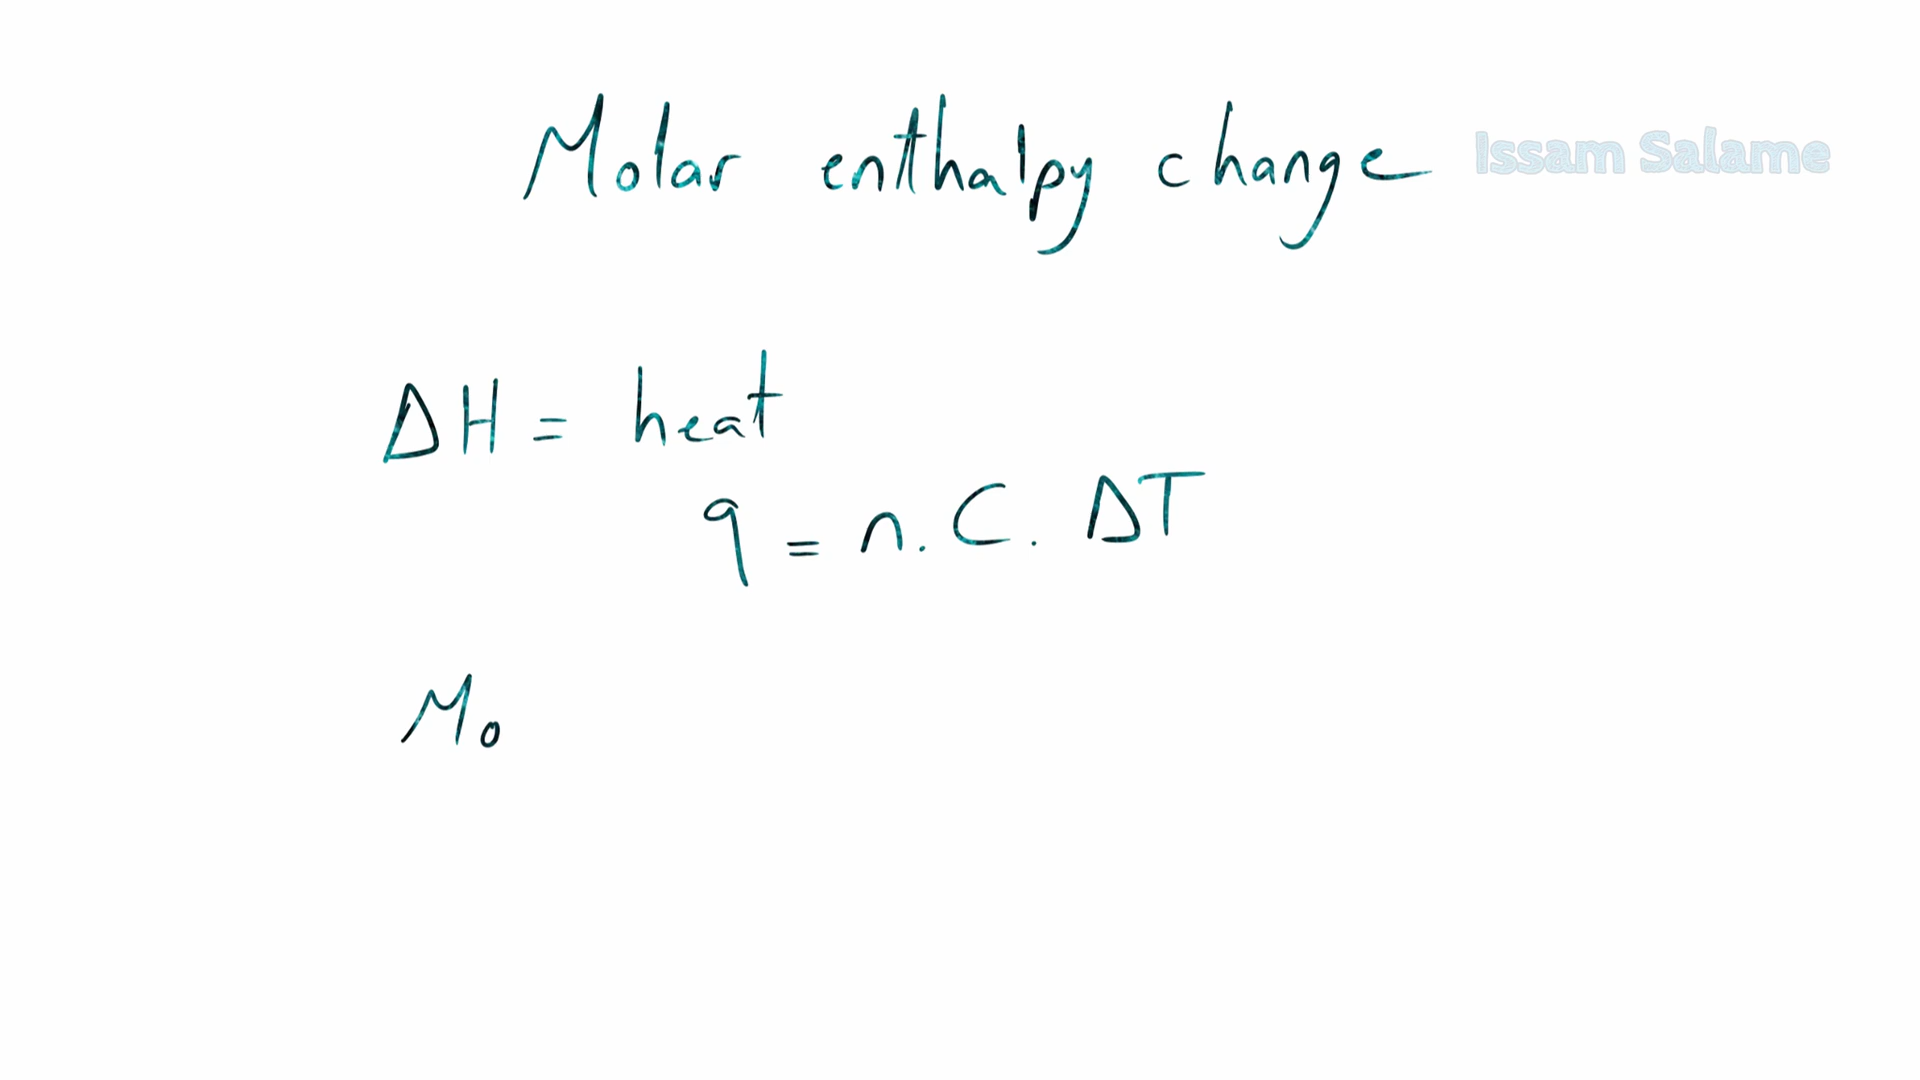 Molar enthalpy change
Issam Salame
ΔH = heat
q = n. C. ΔT
Mo